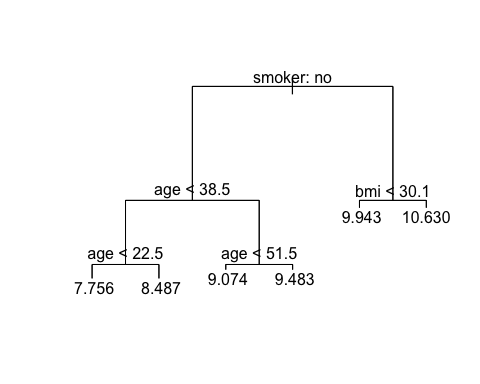 smoker: no
age < 38.5
bmi < 30.1
9.943 10.630
age < 22.5
age < 51.5
7.756 8.487
9.074 9.483